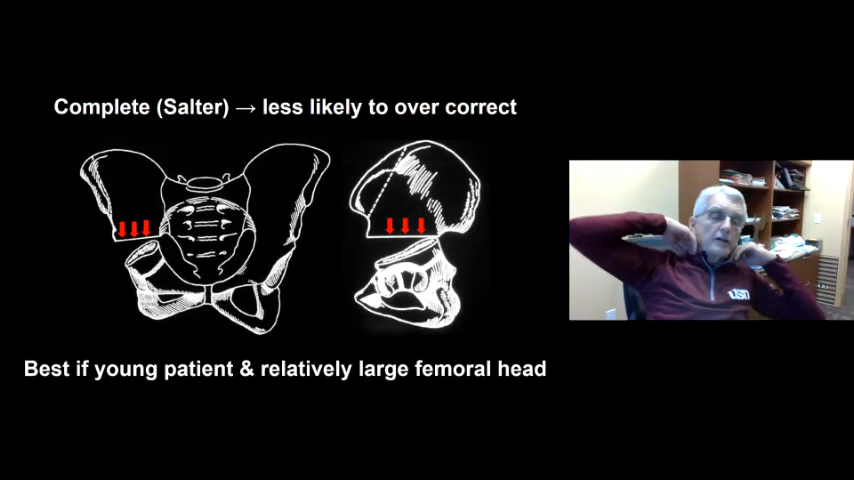 Complete (Salter) → less likely to over correct
Best if young patient & relatively large femoral head